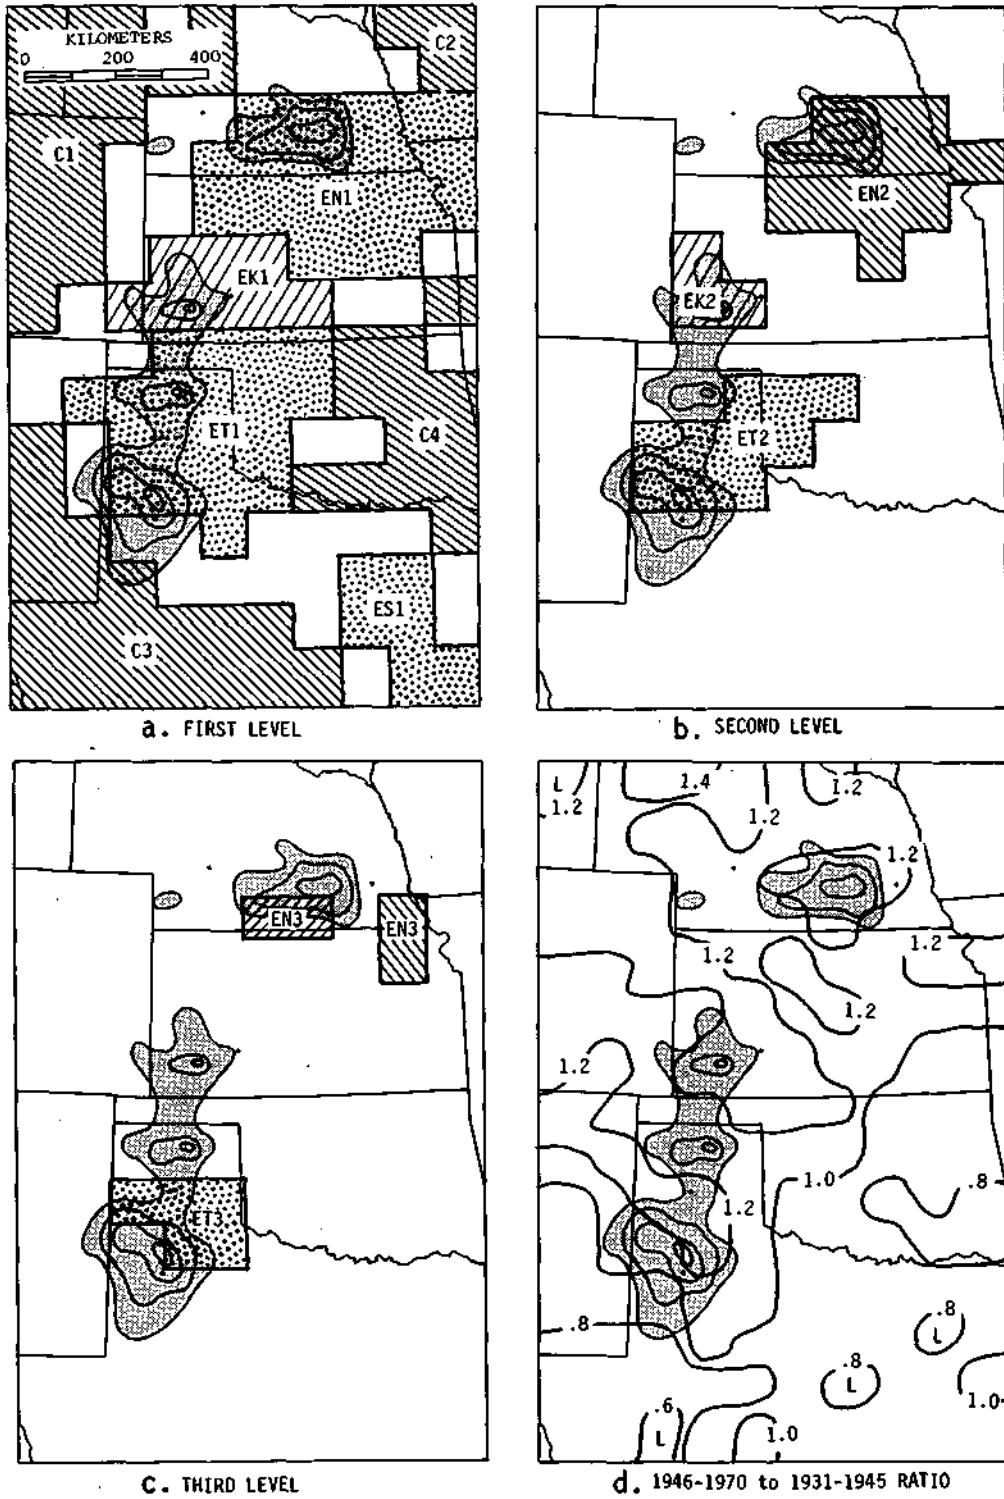 KILOMETERS
0 200 400
C2
C1
EN1
EK1
ET1
C4
ES1
C3
a. FIRST LEVEL
EN2
EK2
ET2
b. SECOND LEVEL
EN3
EN3
ET3
c. THIRD LEVEL
L
1.2
1.4
1.2
1.2
1.2
1.2
1.2
1.2
1.2
1.2
1.0
.8
.8
.8
L
.8
L
.6
L
1.0
1.0
d. 1946-1970 to 1931-1945 RATIO